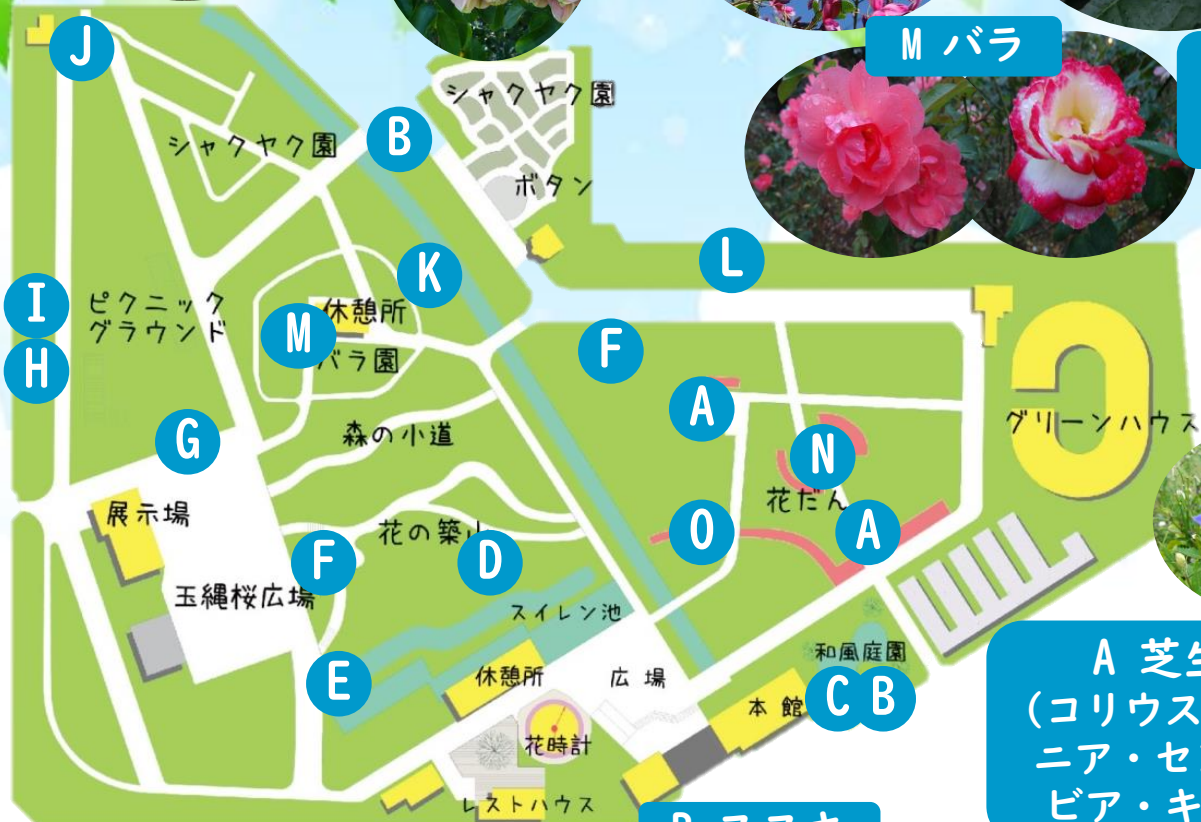 M バラ
J
B
シャクヤク園
シャクヤク園
ボタン
L
K
I
ピクニック
グラウンド
休憩所
M
バラ園
H
F
A
グリーンハウス
G
森の小道
N
花だん
展示場
花の築山
O
A
F
D
玉縄桜広場
スイレン池
和風庭園
E
休憩所
広場
本館
C
B
花時計
レストハウス
A 芝生
(コリウス
ニア・セ
ビア・キ